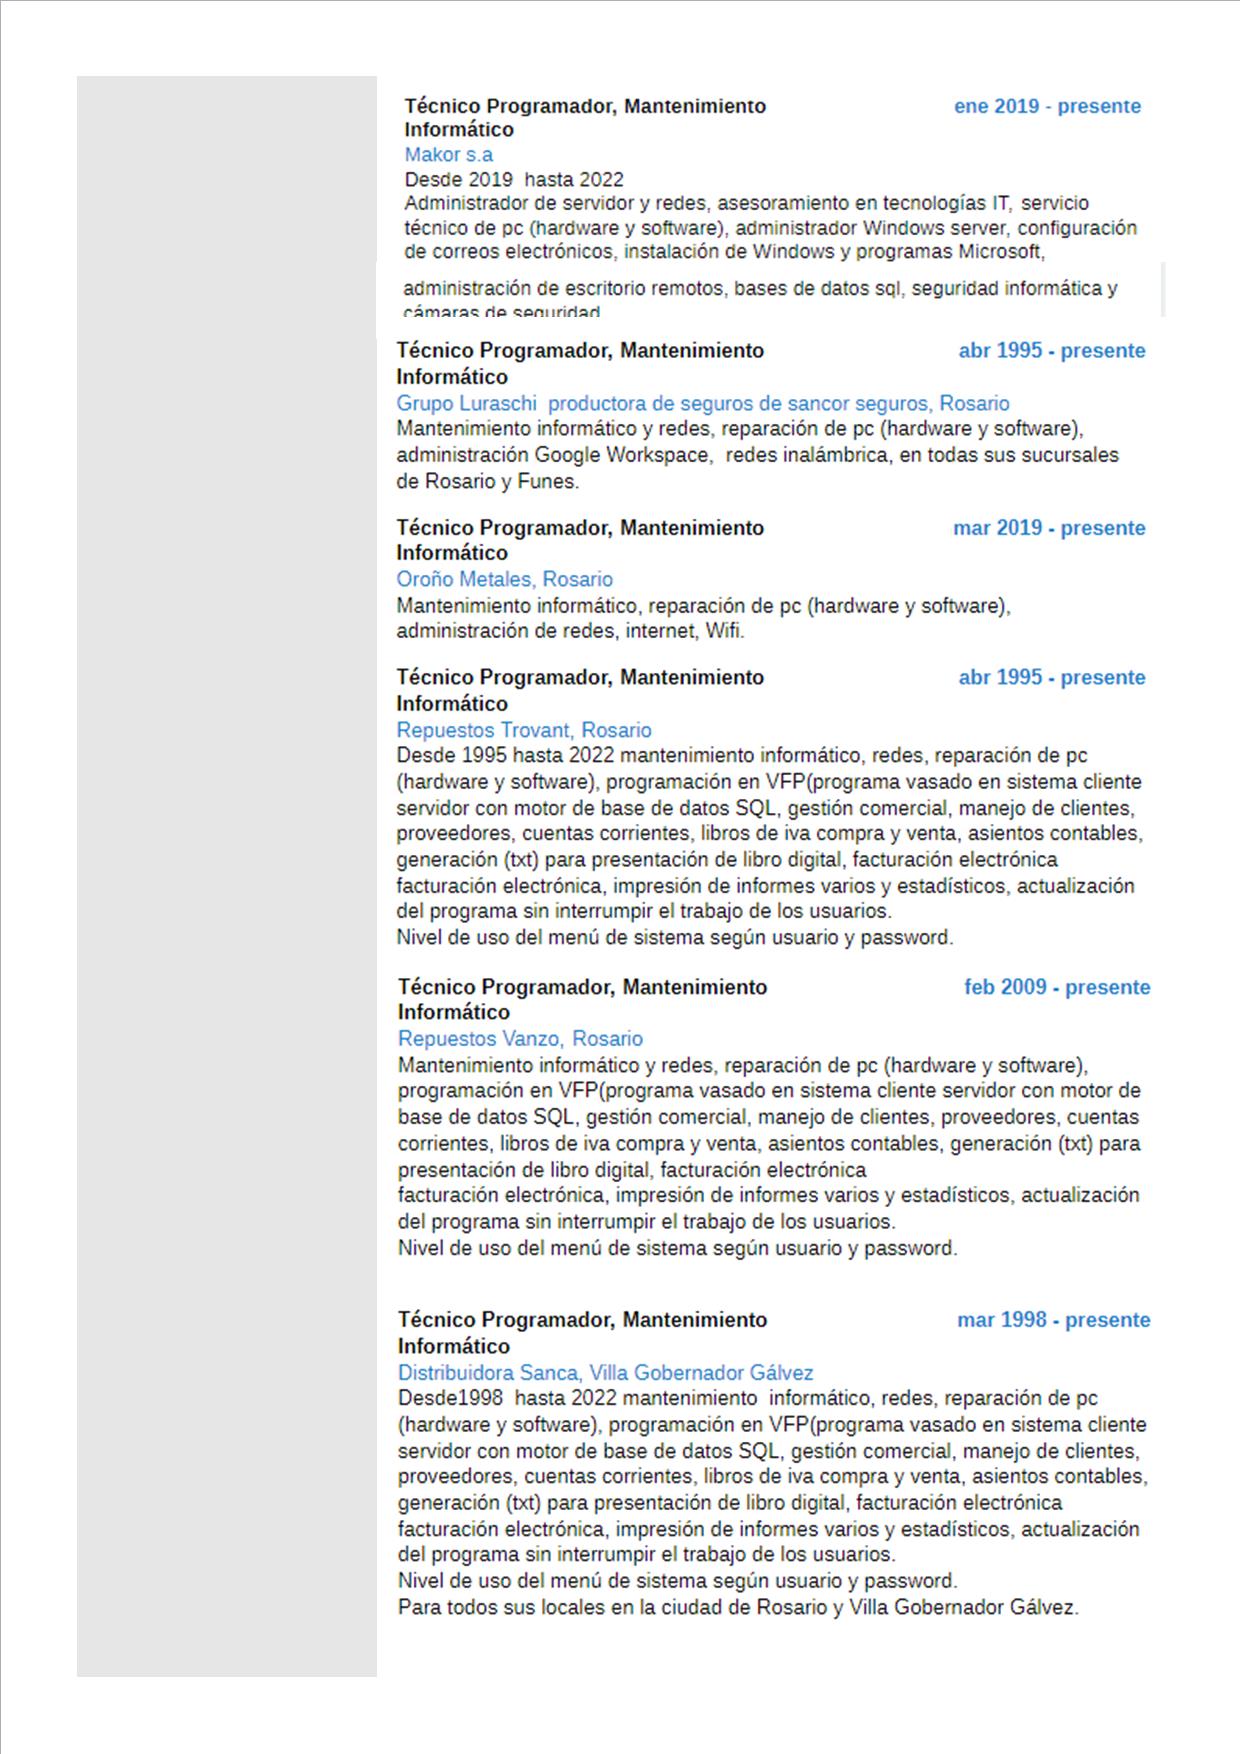 Técnico Programador, Mantenimiento ene 2019 - presente
Informático
Makor s.a
Desde 2019  hasta 2022
Administrador de servidor y redes, asesoramiento en tecnologías IT, servicio
técnico de pc (hardware y software), administrador Windows server, configuración
de correos electrónicos, instalación de Windows y programas Microsoft,
administración de escritorio remotos, bases de datos sql, seguridad informática y
cámaras de seguridad
Técnico Programador, Mantenimiento abr 1995 - presente
Informático
Grupo Luraschi  productora de seguros de sancor seguros, Rosario
Mantenimiento informático y redes, reparación de pc (hardware y software),
administración Google Workspace,  redes inalámbrica, en todas sus sucursales
de Rosario y Funes.
Técnico Programador, Mantenimiento mar 2019 - presente
Informático
Oroño Metales, Rosario
Mantenimiento informático, reparación de pc (hardware y software),
administración de redes, internet, Wifi.
Técnico Programador, Mantenimiento abr 1995 - presente
Informático
Repuestos Trovant, Rosario
Desde 1995 hasta 2022 mantenimiento informático, redes, reparación de pc
(hardware y software), programación en VFP(programa vasado en sistema cliente
servidor con motor de base de datos SQL, gestión comercial, manejo de clientes,
proveedores, cuentas corrientes, libros de iva compra y venta, asientos contables,
generación (txt) para presentación de libro digital, facturación electrónica
facturación electrónica, impresión de informes varios y estadísticos, actualización
del programa sin interrumpir el trabajo de los usuarios.
Nivel de uso del menú de sistema según usuario y password.
Técnico Programador, Mantenimiento feb 2009 - presente
Informático
Repuestos Vanzo, Rosario
Mantenimiento informático y redes, reparación de pc (hardware y software),
programación en VFP(programa vasado en sistema cliente servidor con motor de
base de datos SQL, gestión comercial, manejo de clientes, proveedores, cuentas
corrientes, libros de iva compra y venta, asientos contables, generación (txt) para
presentación de libro digital, facturación electrónica
facturación electrónica, impresión de informes varios y estadísticos, actualización
del programa sin interrumpir el trabajo de los usuarios.
Nivel de uso del menú de sistema según usuario y password.
Técnico Programador, Mantenimiento mar 1998 - presente
Informático
Distribuidora Sanca, Villa Gobernador Gálvez
Desde1998  hasta 2022 mantenimiento  informático, redes, reparación de pc
(hardware y software), programación en VFP(programa vasado en sistema cliente
servidor con motor de base de datos SQL, gestión comercial, manejo de clientes,
proveedores, cuentas corrientes, libros de iva compra y venta, asientos contables,
generación (txt) para presentación de libro digital, facturación electrónica
facturación electrónica, impresión de informes varios y estadísticos, actualización
del programa sin interrumpir el trabajo de los usuarios.
Nivel de uso del menú de sistema según usuario y password.
Para todos sus locales en la ciudad de Rosario y Villa Gobernador Gálvez.